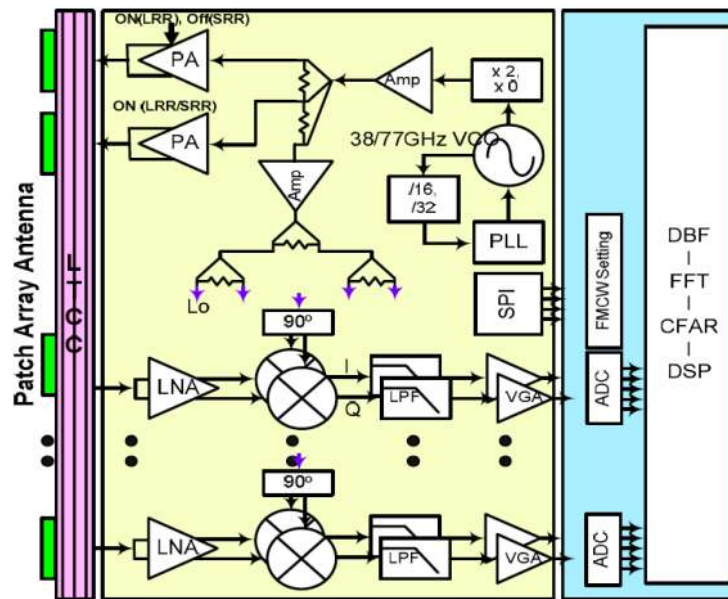 ON(LRR), Off(SRR)
PA
Amp
x 2,
x 0
ON (LRR/SRR)
PA
38/77GHz VCO
Amp
/16,
/32
PLL
Lo
SPI
FMCW Setting
DBF
FFT
CFAR
DSP
Patch Array Antenna
LTCC
90º
LNA
I
Q
LPF
VGA
ADC
90º
LNA
LPF
VGA
ADC